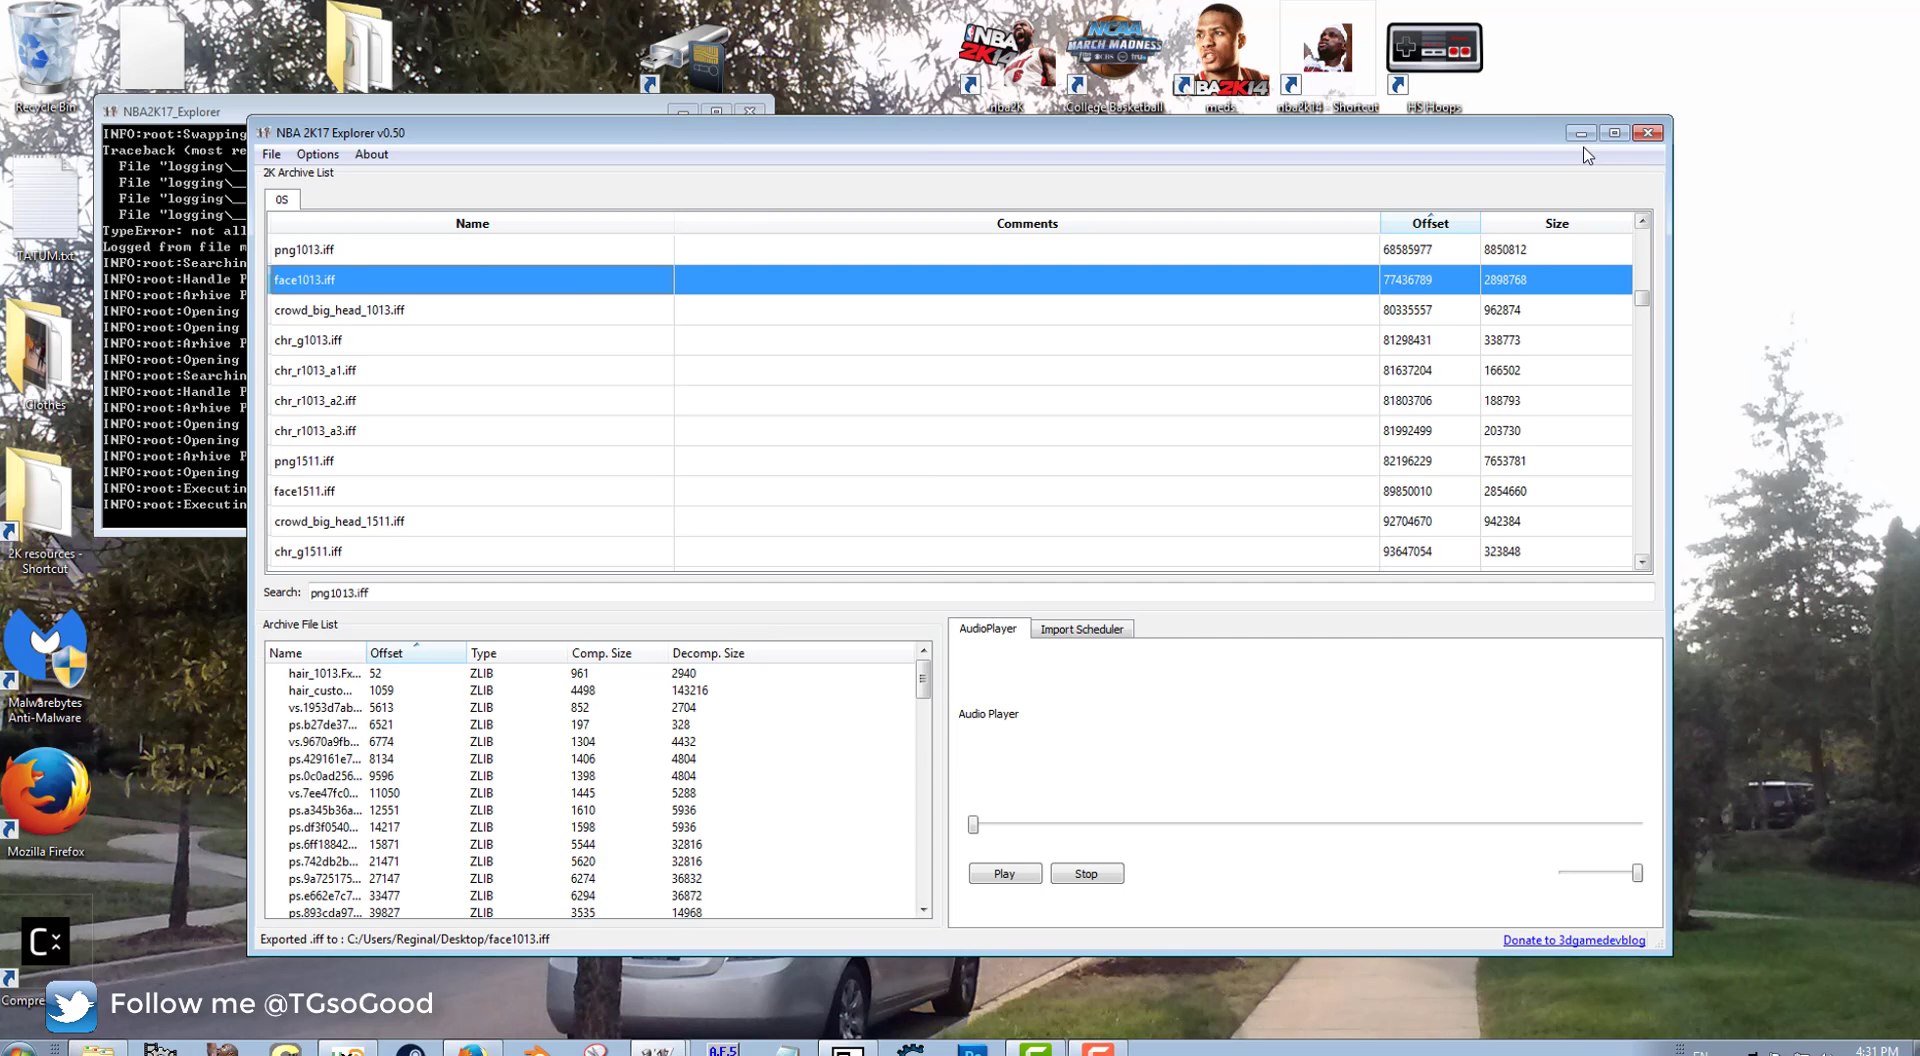 Recycle Bin
TATUM.txt
Clothes
2K resources -
Shortcut
Malwarebytes
Anti-Malware
Mozilla Firefox
Compre
NBA
2K14
nba2K
NCAA
MARCH MADNESS
College Basketball
BA2K14
meds
nba2k14 - Shortcut
HS Hoops
NBA2K17_Explorer
INFO:root:Swapping
Traceback (most re
File "logging\__
File "logging\__
File "logging\__
File "logging\__
TypeError: not all
Logged from file m
INFO:root:Searchin
INFO:root:Handle P
INFO:root:Arhive P
INFO:root:Opening
INFO:root:Opening
INFO:root:Arhive P
INFO:root:Opening
INFO:root:Searchin
INFO:root:Handle P
INFO:root:Arhive P
INFO:root:Opening
INFO:root:Opening
INFO:root:Arhive P
INFO:root:Opening
INFO:root:Executin
INFO:root:Executin
NBA 2K17 Explorer v0.50
File Options About
2K Archive List
0S
Name Comments Offset Size
png1013.iff 68585977 8850812
face1013.iff 77436789 2898768
crowd_big_head_1013.iff 80335557 962874
chr_g1013.iff 81298431 338773
chr_r1013_a1.iff 81637204 166502
chr_r1013_a2.iff 81803706 188793
chr_r1013_a3.iff 81992499 203730
png1511.iff 82196229 7653781
face1511.iff 89850010 2854660
crowd_big_head_1511.iff 92704670 942384
chr_g1511.iff 93647054 323848
Search: png1013.iff
Archive File List
Name Offset Type Comp. Size Decomp. Size
hair_1013.Fx... 52 ZLIB 961 2940
hair_custo... 1059 ZLIB 4498 143216
vs.1953d7ab... 5613 ZLIB 852 2704
ps.b27de37... 6521 ZLIB 197 328
vs.9670a9fb... 6774 ZLIB 1304 4432
ps.429161e7... 8134 ZLIB 1406 4804
ps.0c0ad256... 9596 ZLIB 1398 4804
vs.7ee47fc0... 11050 ZLIB 1445 5288
ps.a345b36a... 12551 ZLIB 1610 5936
ps.df3f0540... 14217 ZLIB 1598 5936
ps.6ff18842... 15871 ZLIB 5544 32816
ps.742db2b... 21471 ZLIB 5620 32816
ps.9a725175... 27147 ZLIB 6274 36832
ps.e662e7c7... 33477 ZLIB 6294 36872
ps.893cda97... 39827 ZLIB 3535 14968
AudioPlayer Import Scheduler
Audio Player
Play Stop
Exported .iff to : C:/Users/Reginal/Desktop/face1013.iff
Donate to 3dgamedevblog
Follow me @TGsoGood
A.F.5
EN
4:31 PM